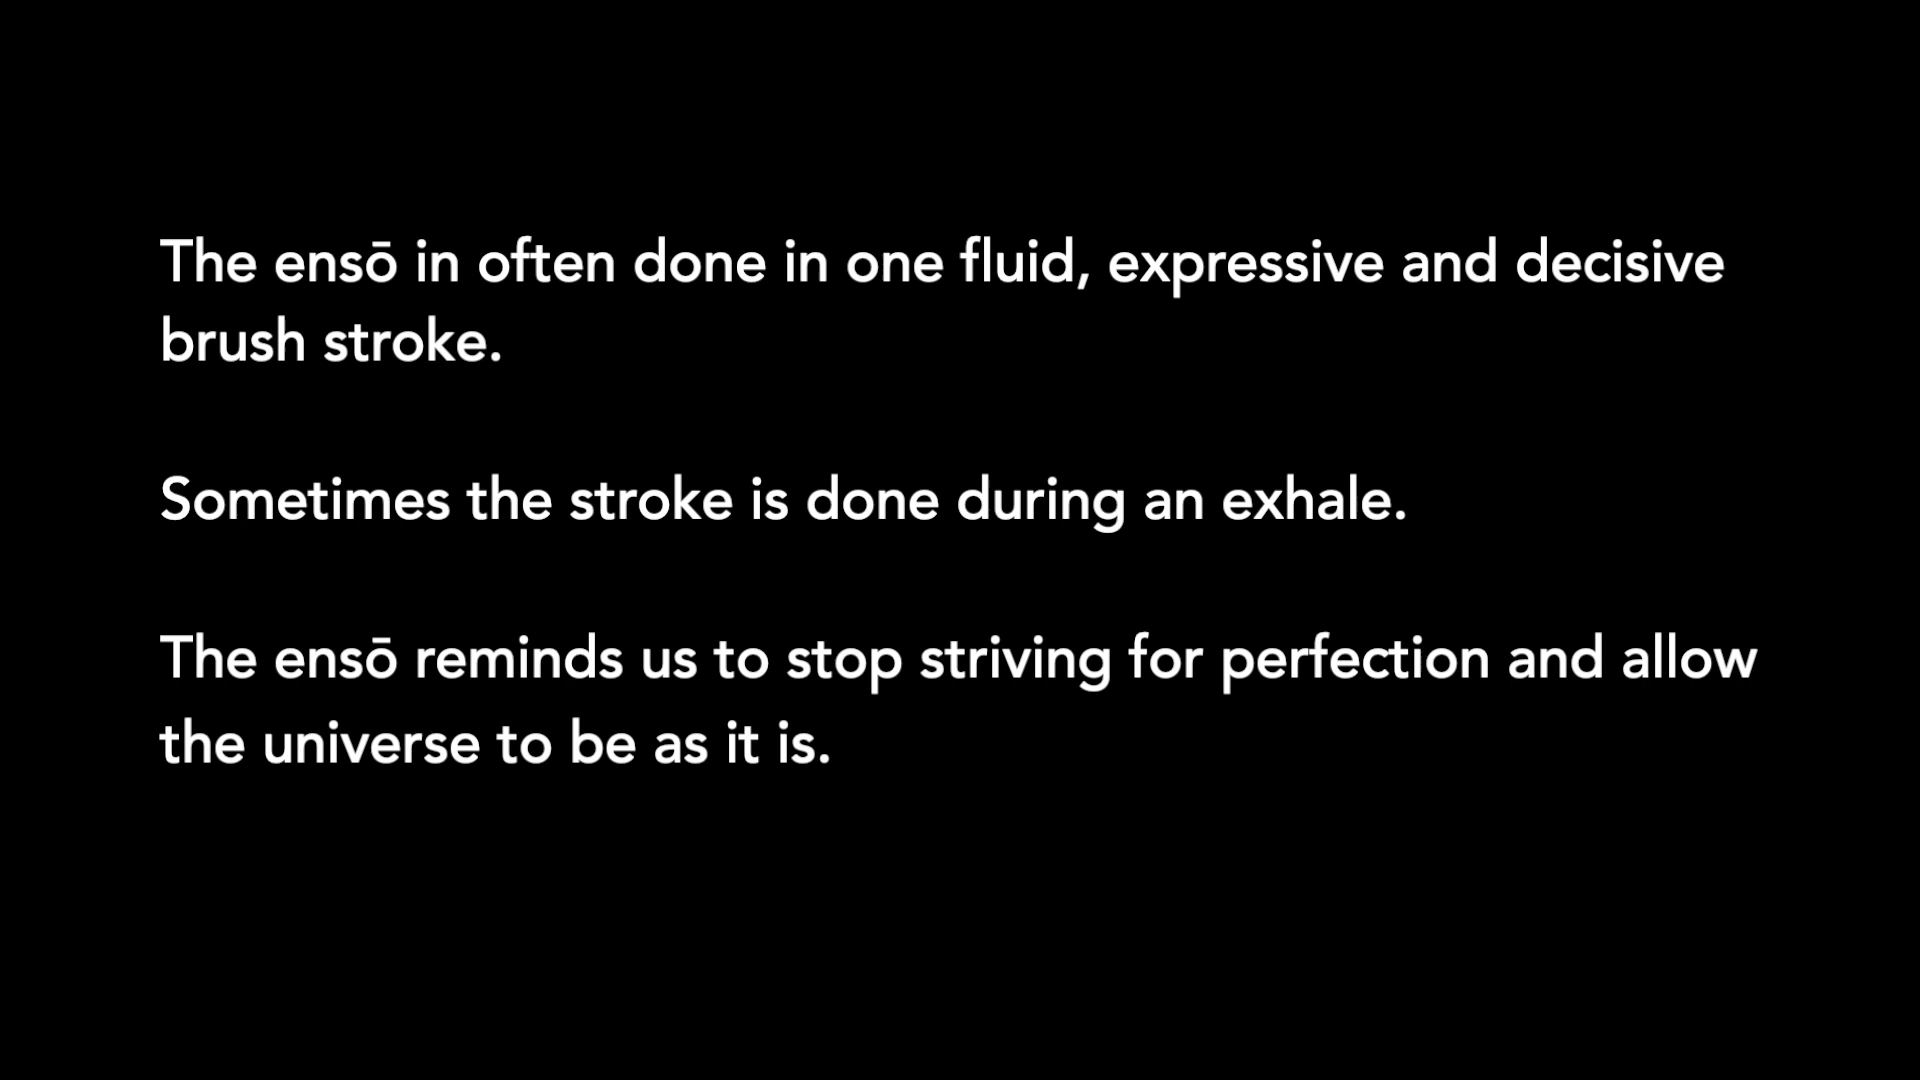 The ensō in often done in one fluid, expressive and decisive
brush stroke.
Sometimes the stroke is done during an exhale.
The ensō reminds us to stop striving for perfection and allow
the universe to be as it is.